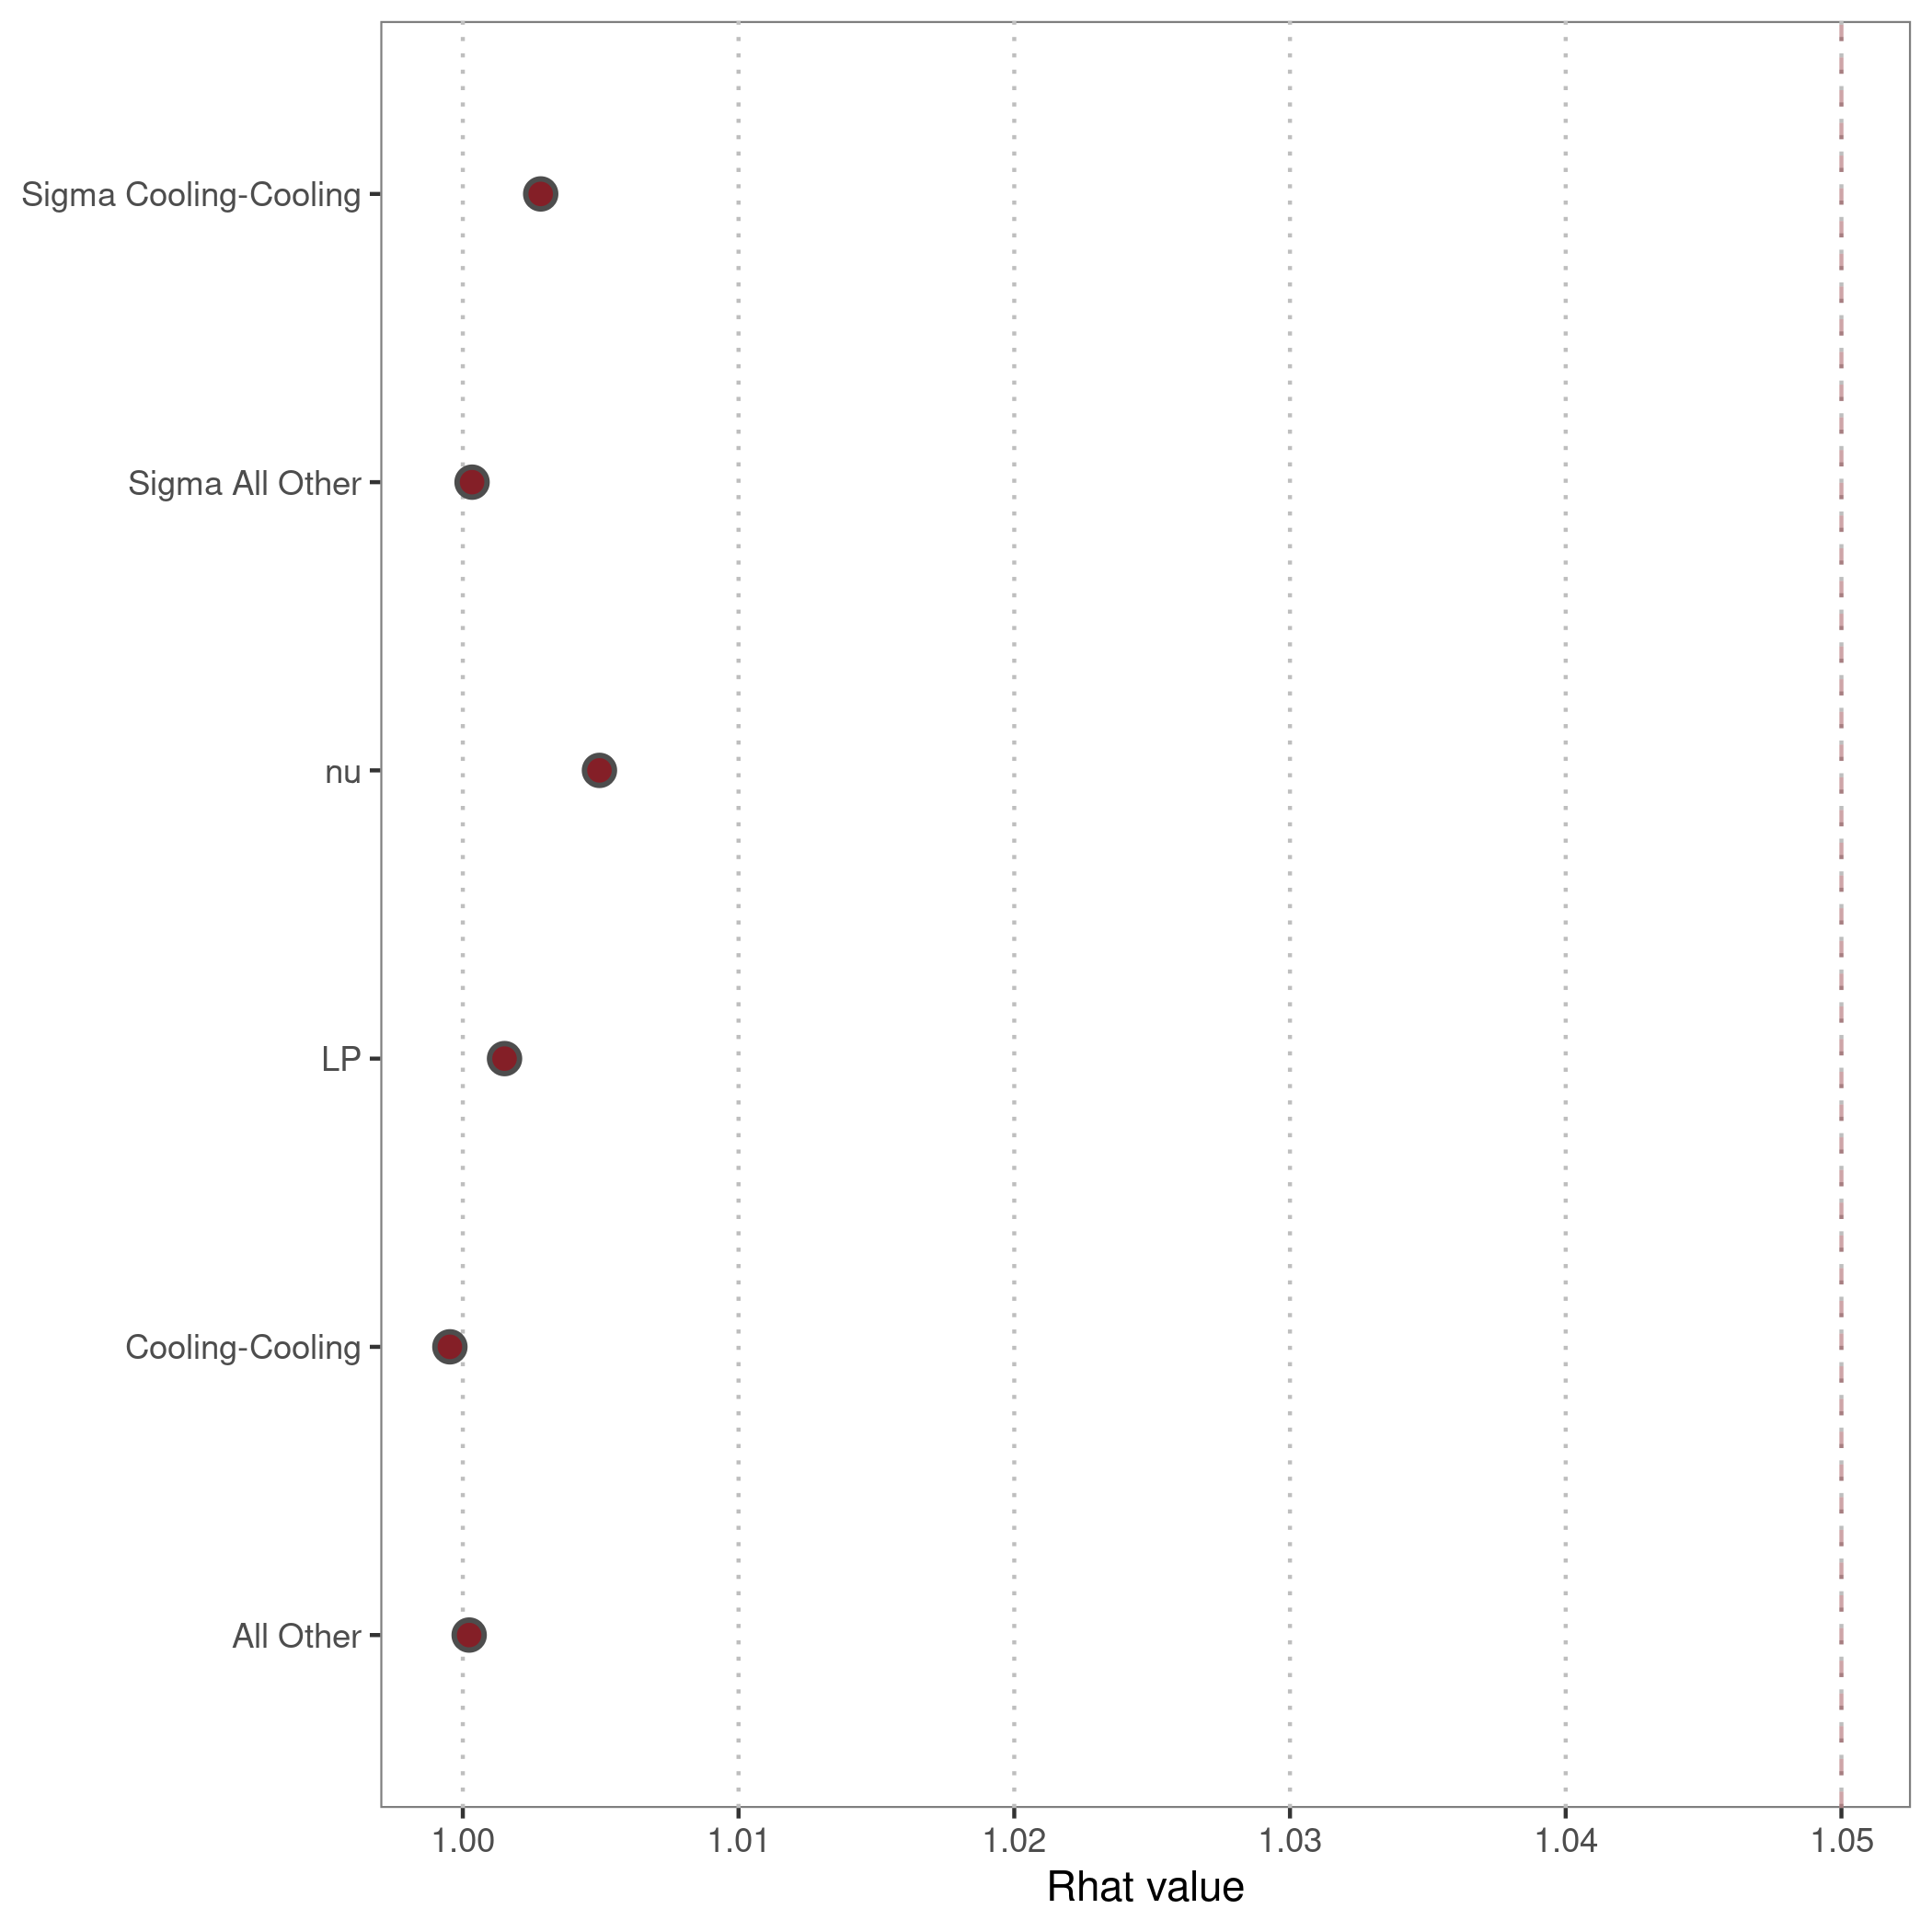 Sigma Cooling-Cooling
Sigma All Other
nu
LP
Cooling-Cooling
All Other
1.00 1.01 1.02 1.03 1.04 1.05
Rhat value